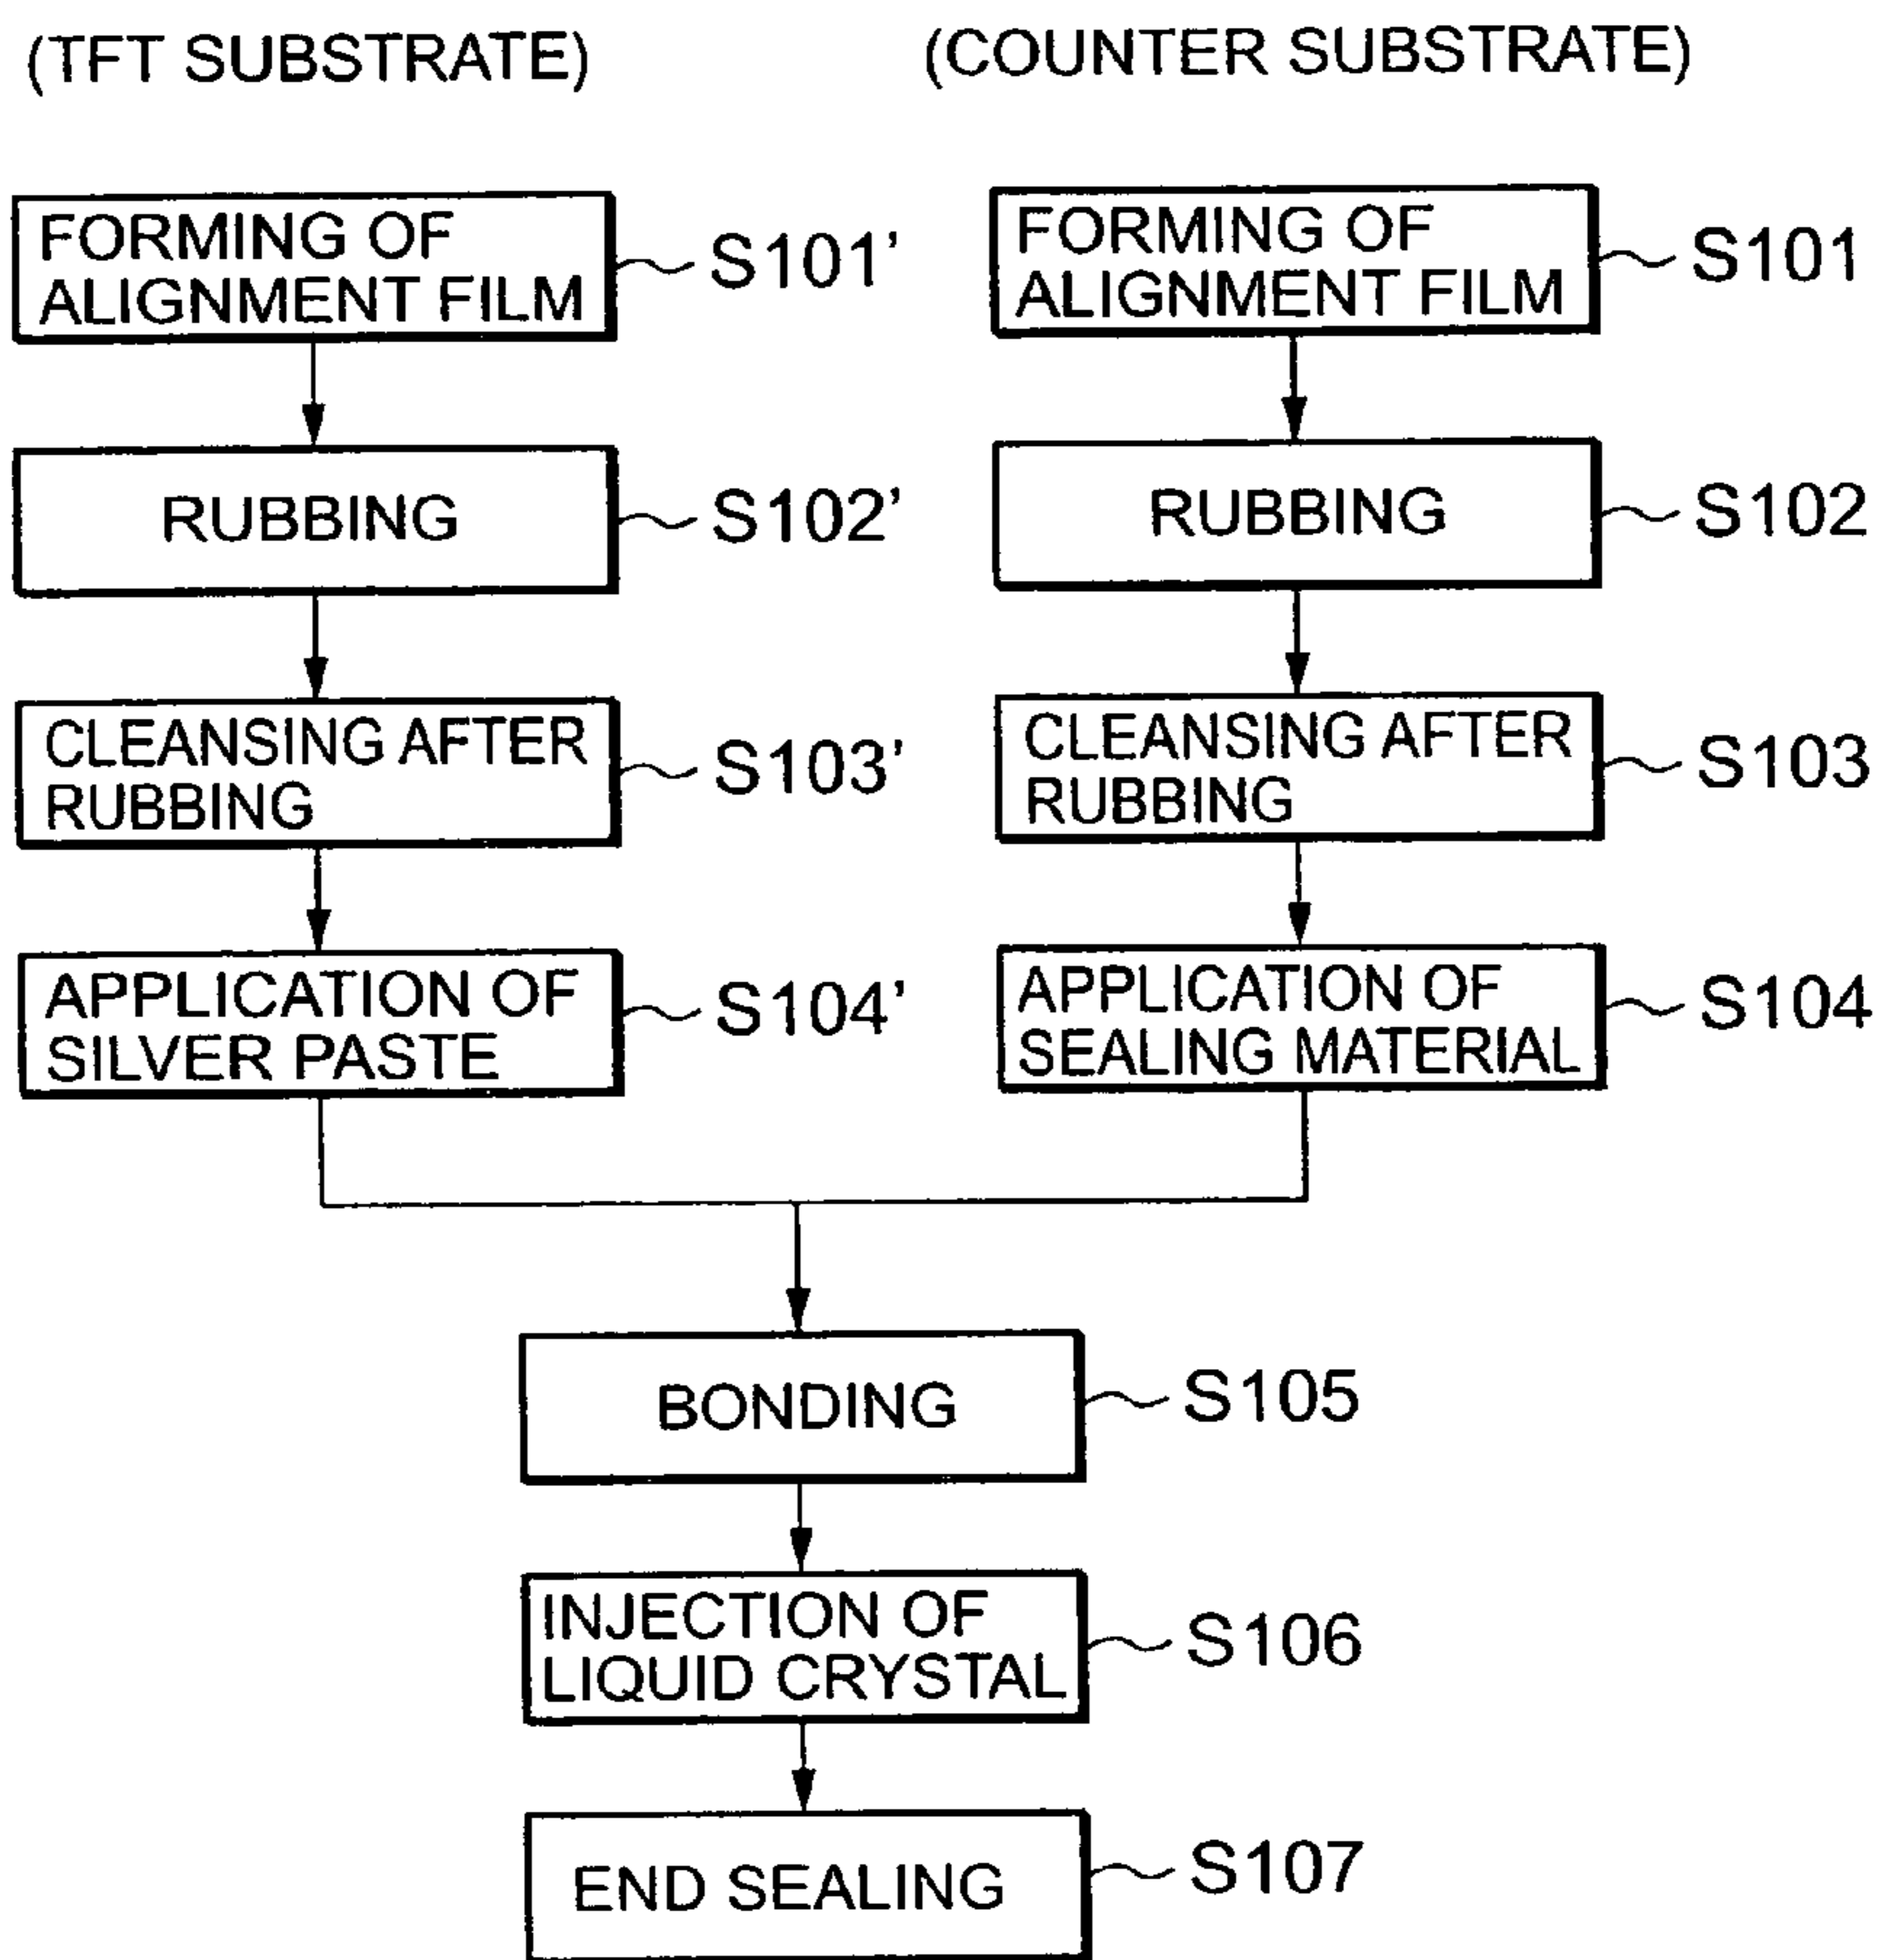 (TFT SUBSTRATE)
(COUNTER SUBSTRATE)
FORMING OF
ALIGNMENT FILM
S101'
FORMING OF
ALIGNMENT FILM
S101
RUBBING
S102'
RUBBING
S102
CLEANSING AFTER
RUBBING
S103'
CLEANSING AFTER
RUBBING
S103
APPLICATION OF
SILVER PASTE
S104'
APPLICATION OF
SEALING MATERIAL
S104
BONDING
S105
INJECTION OF
LIQUID CRYSTAL
S106
END SEALING
S107